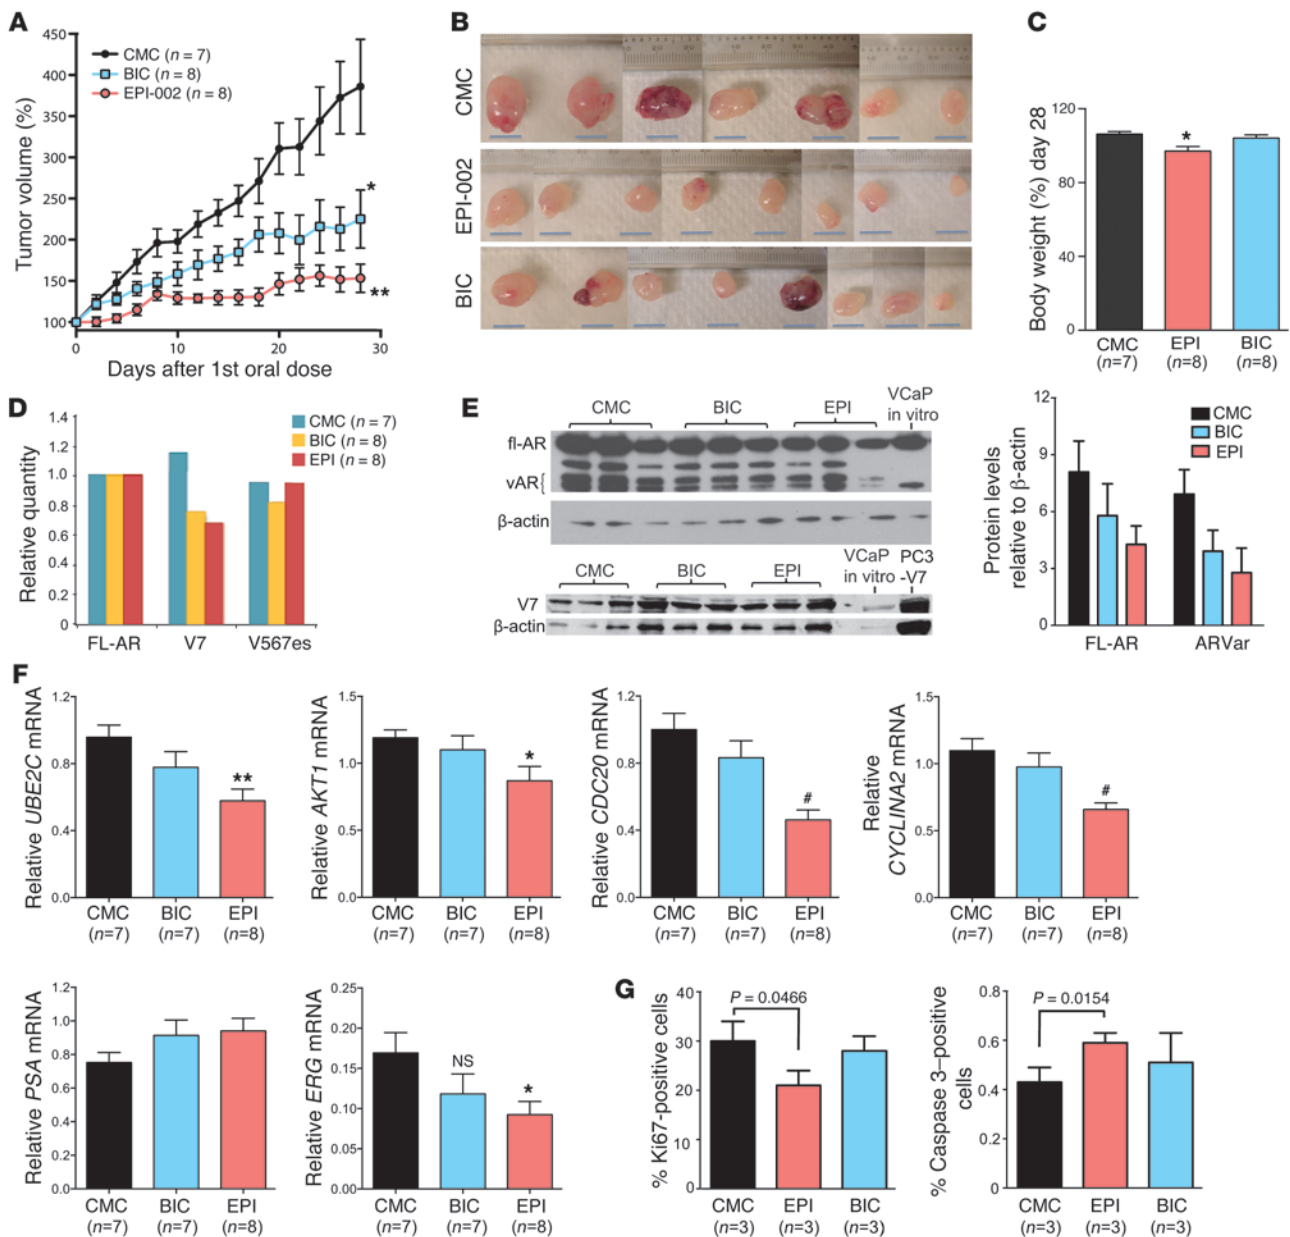 A
450
400
350
300
250
200
150
100
0
10
20
30
Tumor volume (%)
Days after 1st oral dose
CMC (n = 7)
BIC (n = 8)
EPI-002 (n = 8)
*
**
B
CMC
EPI-002
BIC
C
Body weight (%) day 28
120
80
40
0
*
CMC
(n=7)
EPI
(n=8)
BIC
(n=8)
D
Relative quantity
1.4
1.2
1.0
0.8
0.6
0.4
0.2
0
CMC (n = 7)
BIC (n = 8)
EPI (n = 8)
FL-AR
V7
V567es
E
CMC
BIC
EPI
VCaP
in vitro
fl-AR
vAR{
β-actin
CMC
BIC
EPI
VCaP
in vitro
PC3
-V7
V7
β-actin
Protein levels
relative to β-actin
12
9
6
3
0
CMC
BIC
EPI
FL-AR
ARVar
F
Relative UBE2C mRNA
1.2
0.8
0.4
0.0
**
CMC
(n=7)
BIC
(n=7)
EPI
(n=8)
Relative AKT1 mRNA
1.5
1.0
0.5
0.0
*
CMC
(n=7)
BIC
(n=7)
EPI
(n=8)
Relative CDC20 mRNA
1.2
0.8
0.4
0.0
#
CMC
(n=7)
BIC
(n=7)
EPI
(n=8)
Relative
CYCLINA2 mRNA
1.5
1.0
0.5
0.0
#
CMC
(n=7)
BIC
(n=7)
EPI
(n=8)
Relative PSA mRNA
1.2
1.0
0.8
0.6
0.4
0.2
0.0
CMC
(n=7)
BIC
(n=7)
EPI
(n=8)
Relative ERG mRNA
0.25
0.20
0.15
0.10
0.05
0.00
NS
*
CMC
(n=7)
BIC
(n=7)
EPI
(n=8)
G
% Ki67-positive cells
40
30
20
10
0
P = 0.0466
CMC
(n=3)
EPI
(n=3)
BIC
(n=3)
% Caspase 3–positive
cells
0.8
0.6
0.4
0.2
0
P = 0.0154
CMC
(n=3)
EPI
(n=3)
BIC
(n=3)